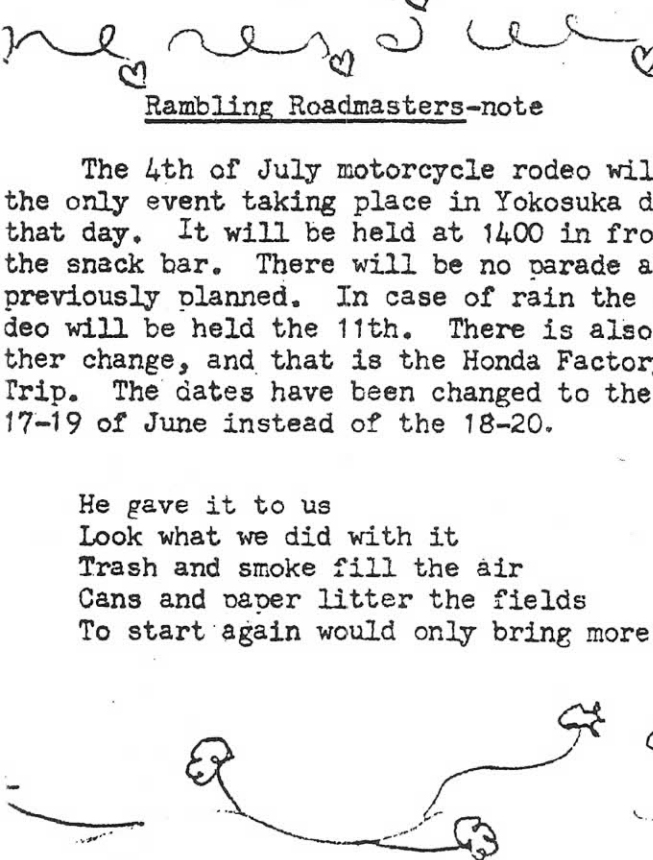 Rambling Roadmasters-note
The 4th of July motorcycle rodeo wil
the only event taking place in Yokosuka d
that day. It will be held at 1400 in fro
the snack bar. There will be no parade a
previously planned. In case of rain the
deo will be held the 11th. There is also
ther change, and that is the Honda Factor
Trip. The dates have been changed to the
17-19 of June instead of the 18-20.
He gave it to us
Look what we did with it
Trash and smoke fill the air
Cans and paper litter the fields
To start again would only bring more